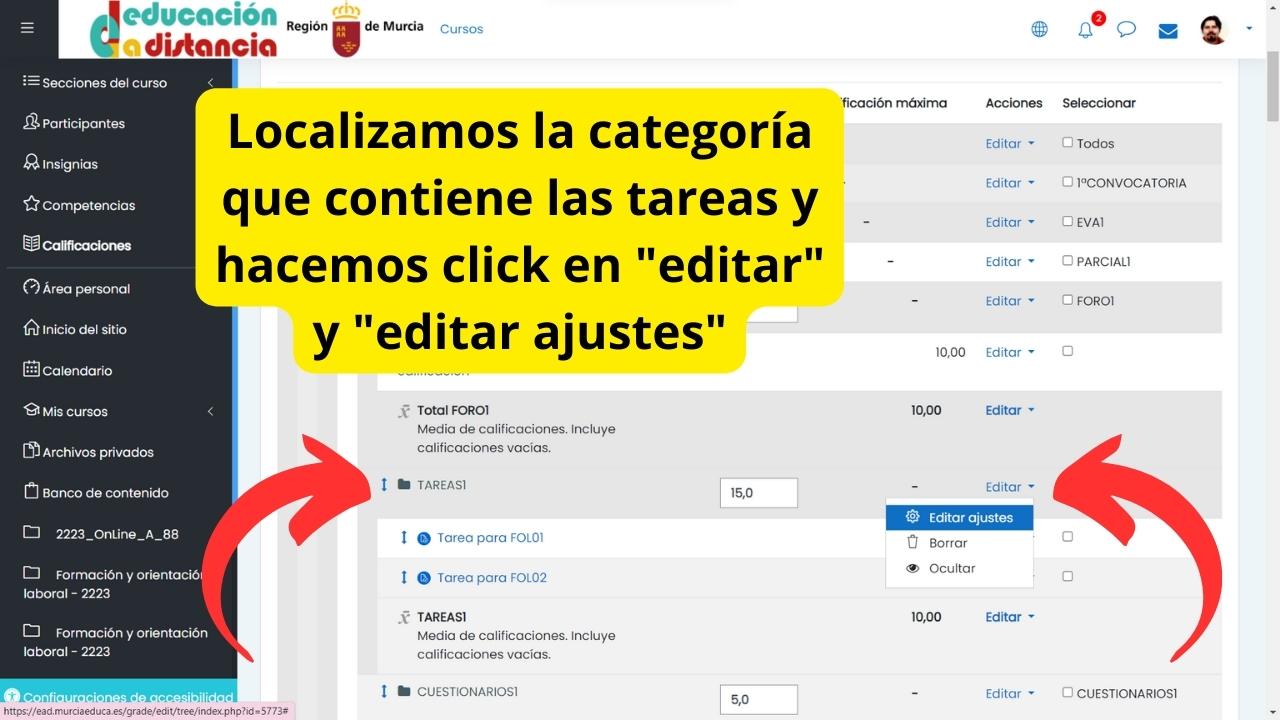 educación
a distancia
Región de Murcia
Cursos
2
Secciones del curso
Participantes
Insignias
Competencias
Calificaciones
Área personal
Inicio del sitio
Calendario
Mis cursos
Archivos privados
Banco de contenido
2223_OnLine_A_88
Formación y orientación
laboral - 2223
Formación y orientación
laboral - 2223
Configuraciones de accesibilidad
https://ead.murciaeduca.es/grade/edit/tree/index.php?id=5773#
Localizamos la categoría
que contiene las tareas y
hacemos click en "editar"
y "editar ajustes"
máxima Acciones Seleccionar
Editar Todos
- Editar 1ºCONVOCATORIA
- Editar EVA1
- Editar PARCIAL1
- Editar FORO1
10,00 Editar
Total FORO1 10,00 Editar
Media de calificaciones. Incluye
calificaciones vacías.
TAREAS1 15,0 - Editar
Editar ajustes
Borrar
Ocultar
Tarea para FOL01
Tarea para FOL02
TAREAS1 10,00 Editar
Media de calificaciones. Incluye
calificaciones vacías.
CUESTIONARIOS1 5,0 - Editar CUESTIONARIOS1